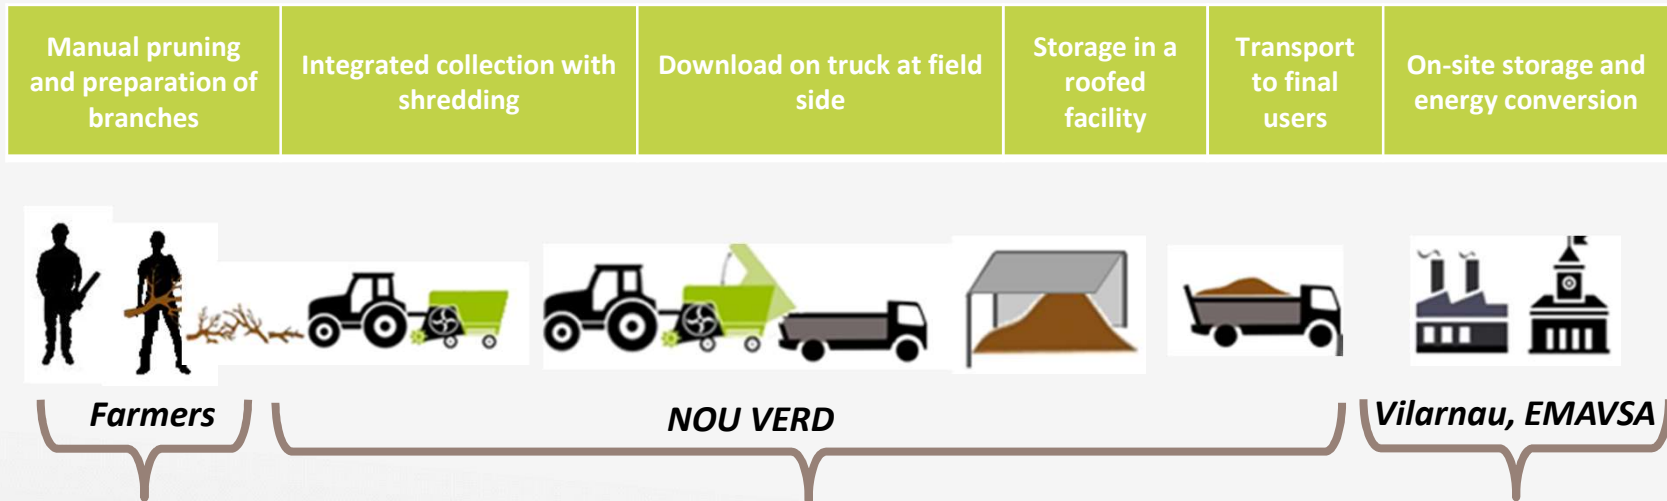 Manual pruning
and preparation of
branches
Integrated collection with
shredding
Download on truck at field
side
Storage in a
roofed
facility
Transport
to final
users
On-site storage and
energy conversion
Farmers
NOU VERD
Vilarnau, EMAVSA